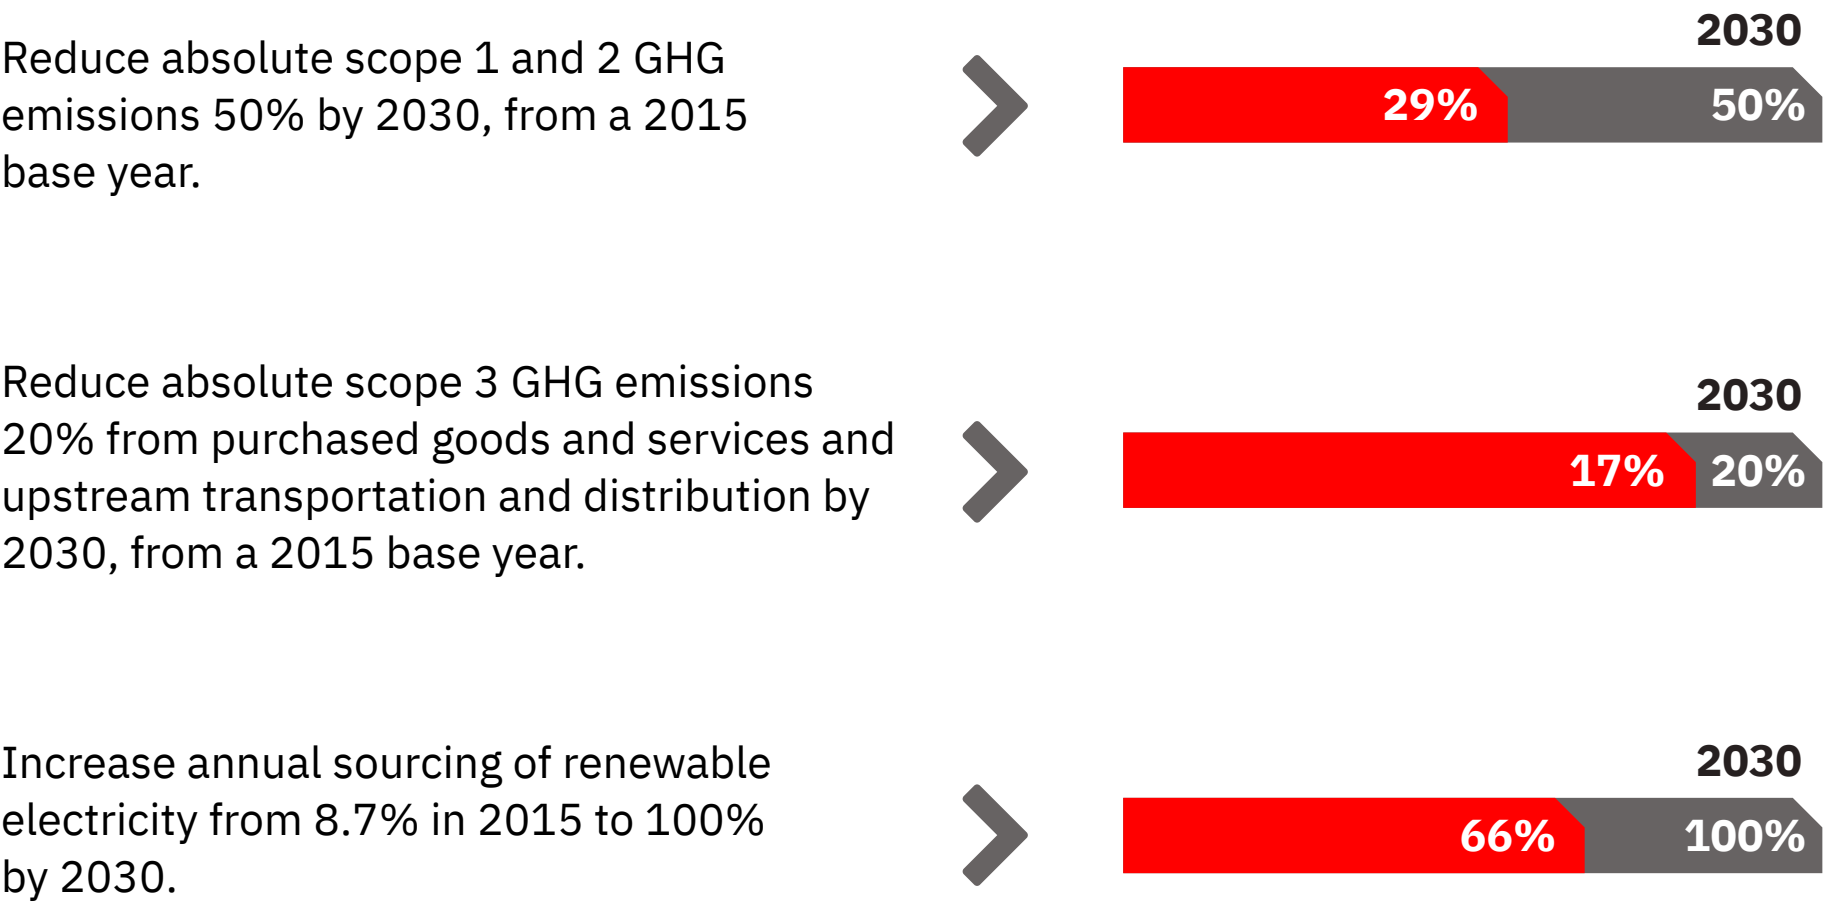 Reduce absolute scope 1 and 2 GHG
emissions 50% by 2030, from a 2015
base year.
2030
29%
50%
Reduce absolute scope 3 GHG emissions
20% from purchased goods and services and
upstream transportation and distribution by
2030, from a 2015 base year.
2030
17%
20%
Increase annual sourcing of renewable
electricity from 8.7% in 2015 to 100%
by 2030.
2030
66%
100%